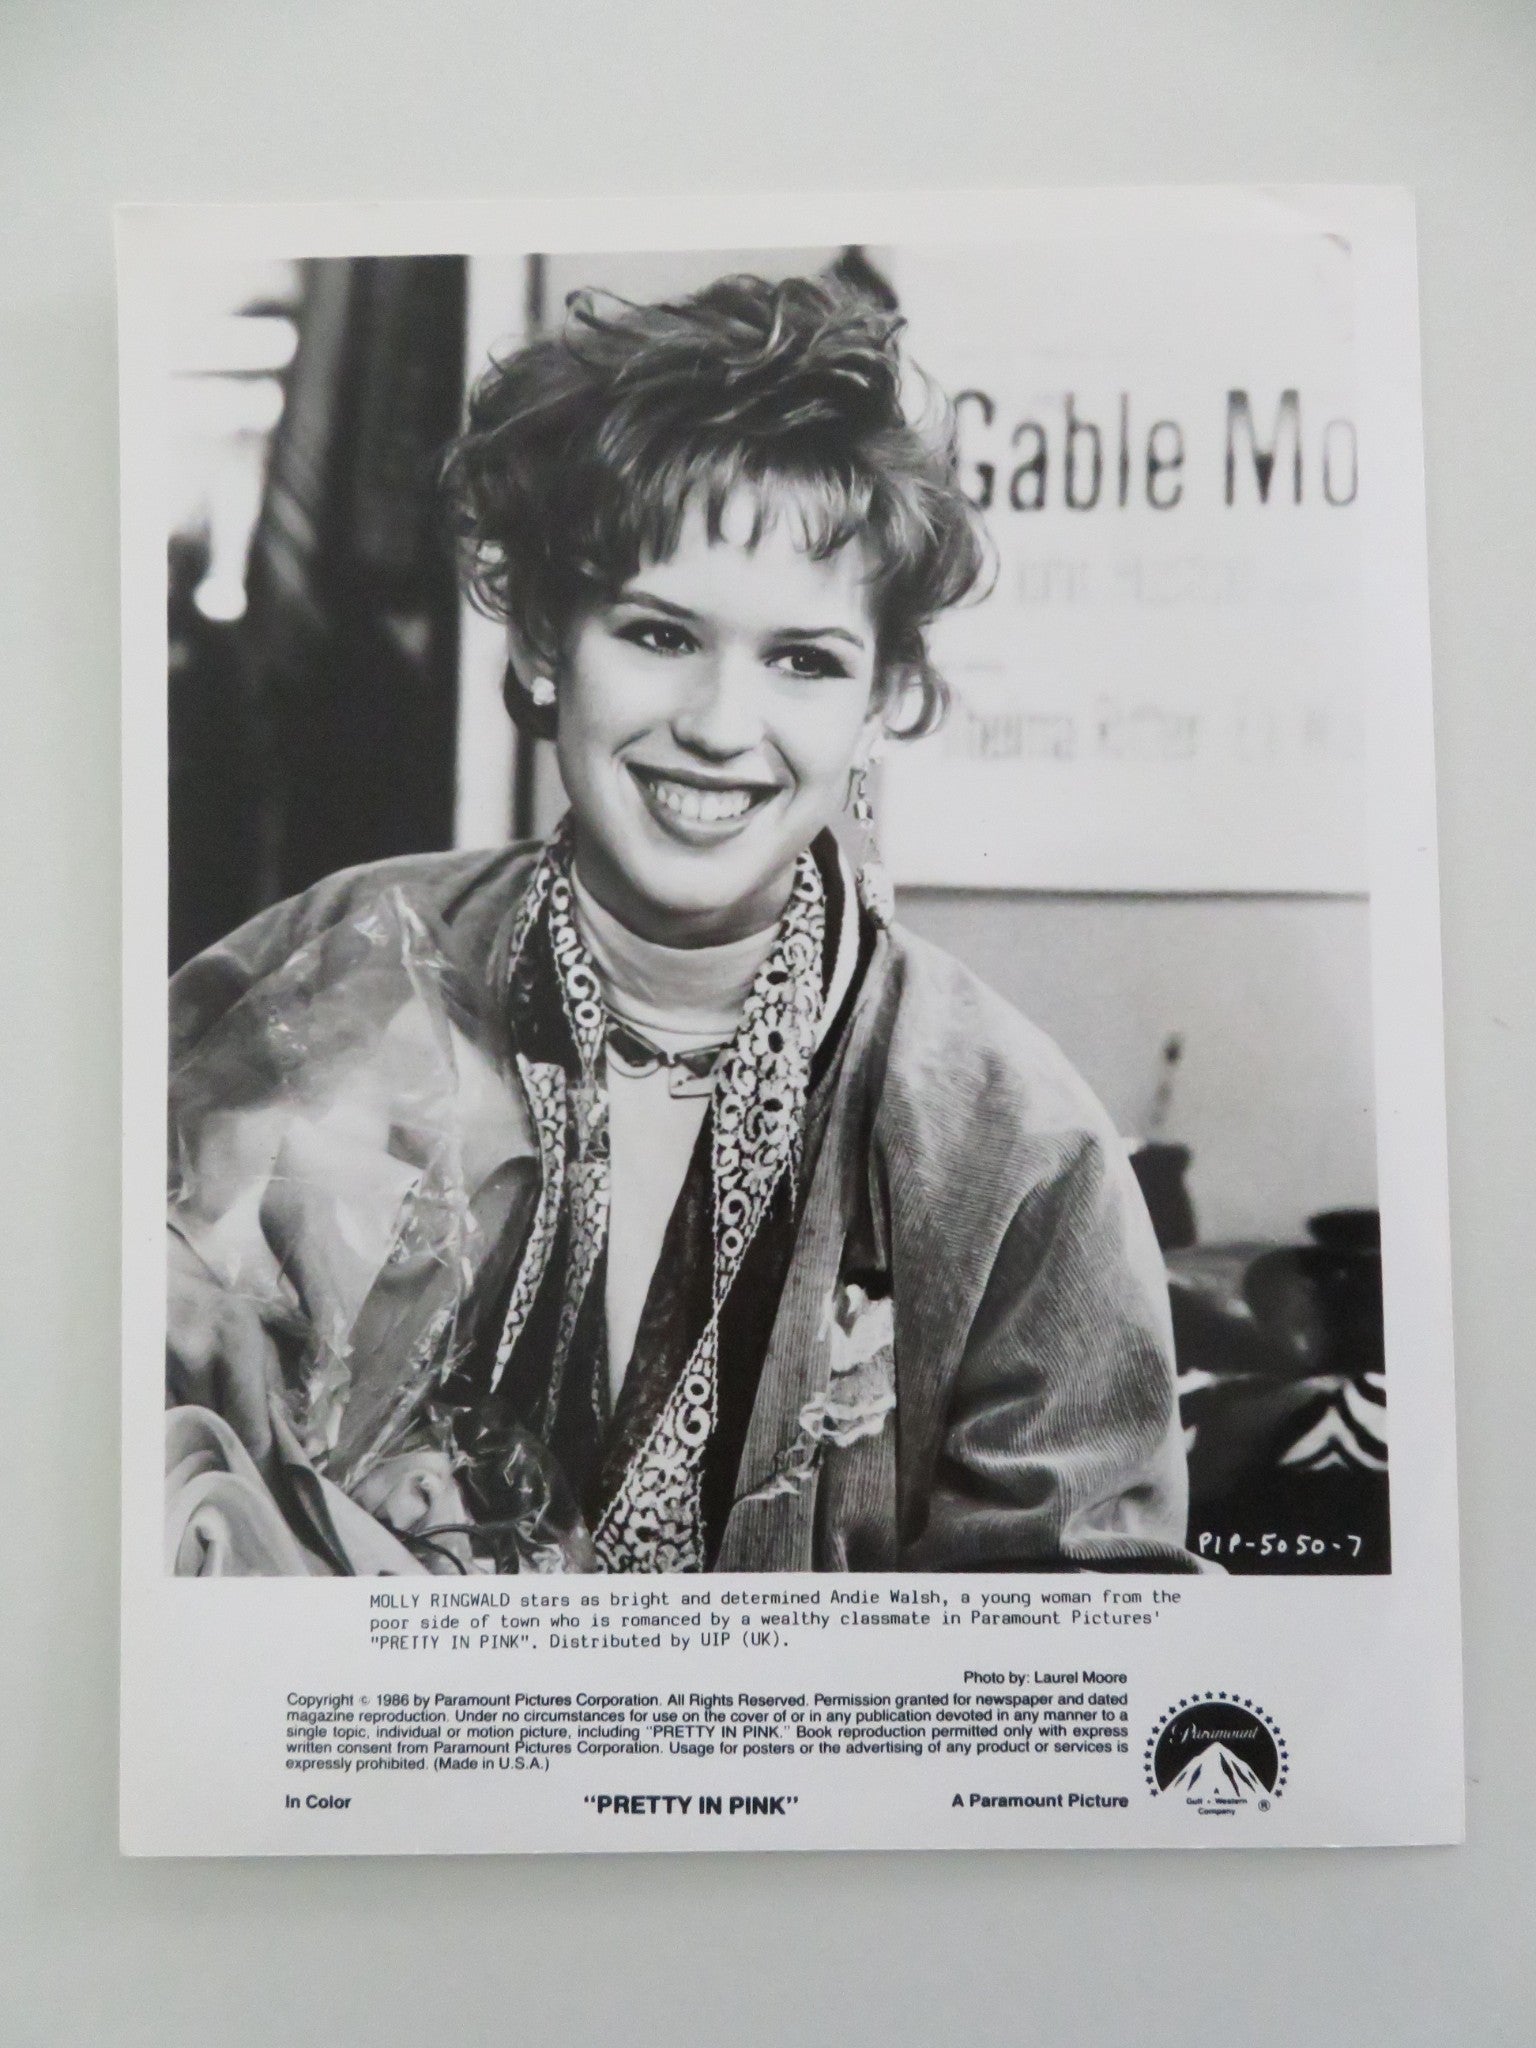 Gable Mo
PIP-5050-7
MOLLY RINGWALD stars as bright and determined Andie Walsh, a young woman from the
poor side of town who is romanced by a wealthy classmate in Paramount Pictures'
"PRETTY IN PINK". Distributed by UIP (UK).
Photo by: Laurel Moore
Copyright © 1986 by Paramount Pictures Corporation. All Rights Reserved. Permission granted for newspaper and dated
magazine reproduction. Under no circumstances for use on the cover of or in any publication devoted in any manner to a
single topic, individual or motion picture, including "PRETTY IN PINK." Book reproduction permitted only with express
written consent from Paramount Pictures Corporation. Usage for posters or the advertising of any product or services is
expressly prohibited. (Made in U.S.A.)
In Color
"PRETTY IN PINK"
A Paramount Picture
Paramount
A
Gulf + Western
Company
®